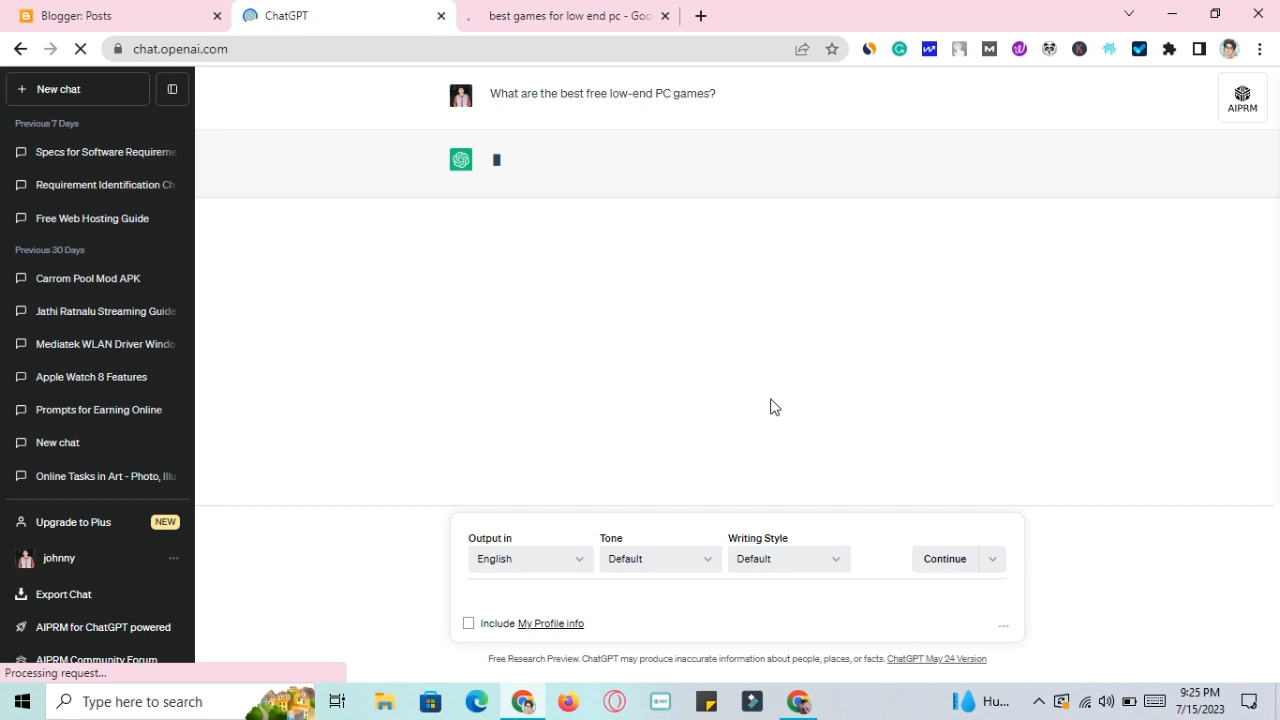 Blogger: Posts
ChatGPT
best games for low end pc - Goo
chat.openai.com
New chat
Previous 7 Days
Specs for Software Requireme
Requirement Identification Ch
Free Web Hosting Guide
Previous 30 Days
Carrom Pool Mod APK
Jathi Ratnalu Streaming Guide
Mediatek WLAN Driver Windo
Apple Watch 8 Features
Prompts for Earning Online
New chat
Online Tasks in Art - Photo, Illu
Upgrade to Plus NEW
johnny
Export Chat
AIPRM for ChatGPT powered
AIPRM Community Forum
What are the best free low-end PC games?
AIPRM
Output in Tone Writing Style
English Default Default Continue
Include My Profile info
Free Research Preview. ChatGPT may produce inaccurate information about people, places, or facts. ChatGPT May 24 Version
Processing request...
Type here to search
Hu...
9:25 PM
7/15/2023